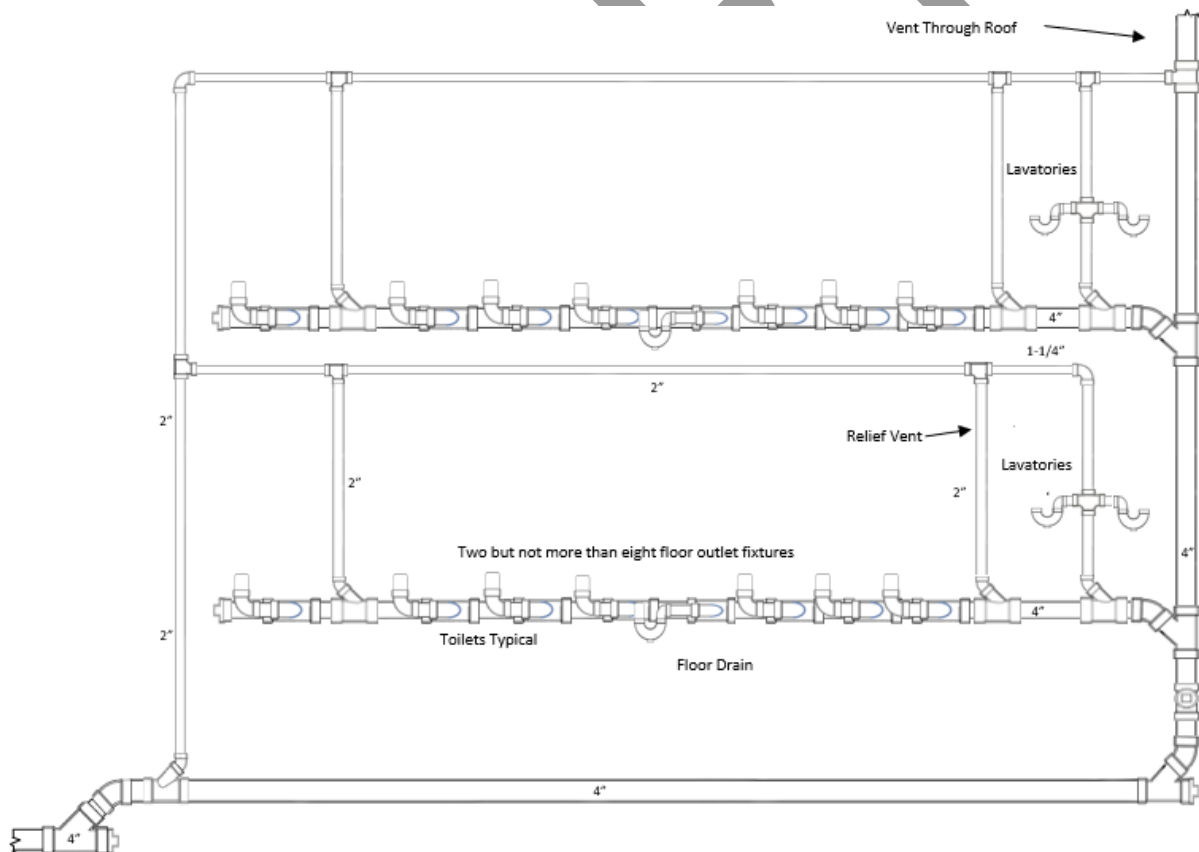 Vent Through Roof
Lavatories
4"
1-1/4"
2"
2"
Relief Vent
Lavatories
2"
2"
Two but not more than eight floor outlet fixtures
4"
4"
2"
Toilets Typical
Floor Drain
4"
4"